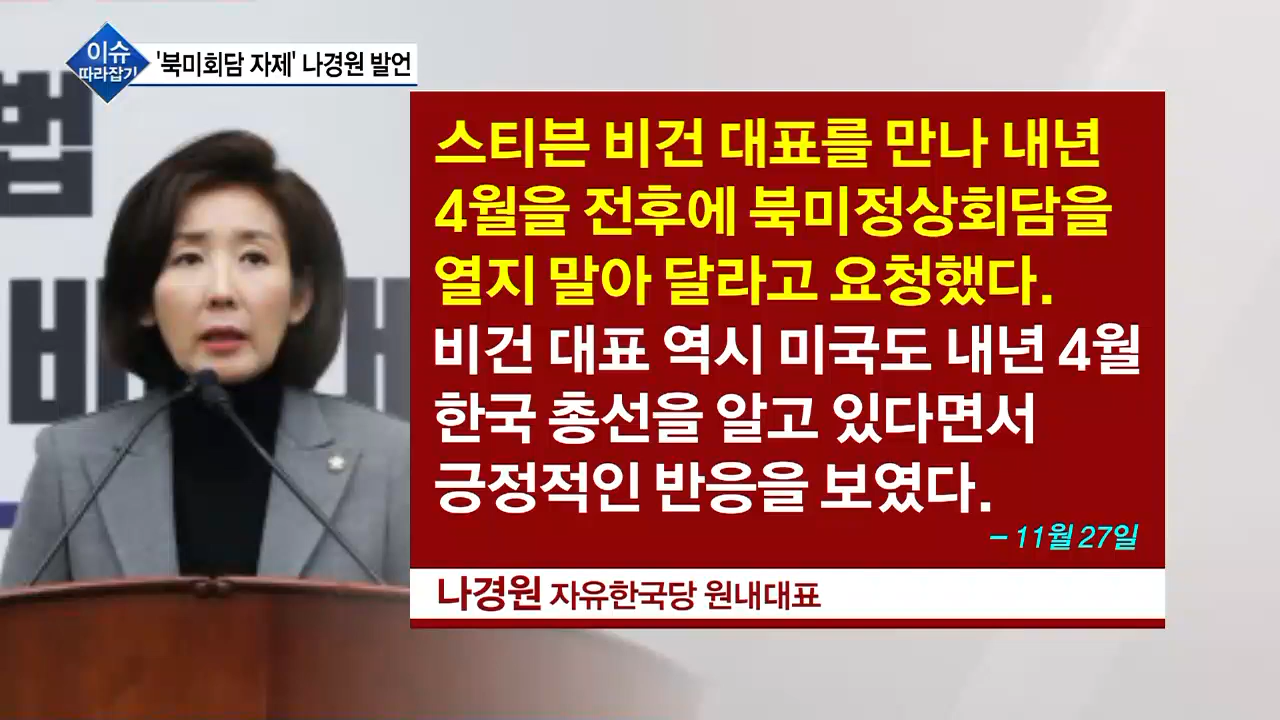 이슈
따라잡기
'북미회담 자제' 나경원 발언
법
스티븐 비건 대표를 만나 내년
4월을 전후에 북미정상회담을
열지 말아 달라고 요청했다.
비건 대표 역시 미국도 내년 4월
한국 총선을 알고 있다면서
긍정적인 반응을 보였다.
– 11월 27일
나경원 자유한국당 원내대표